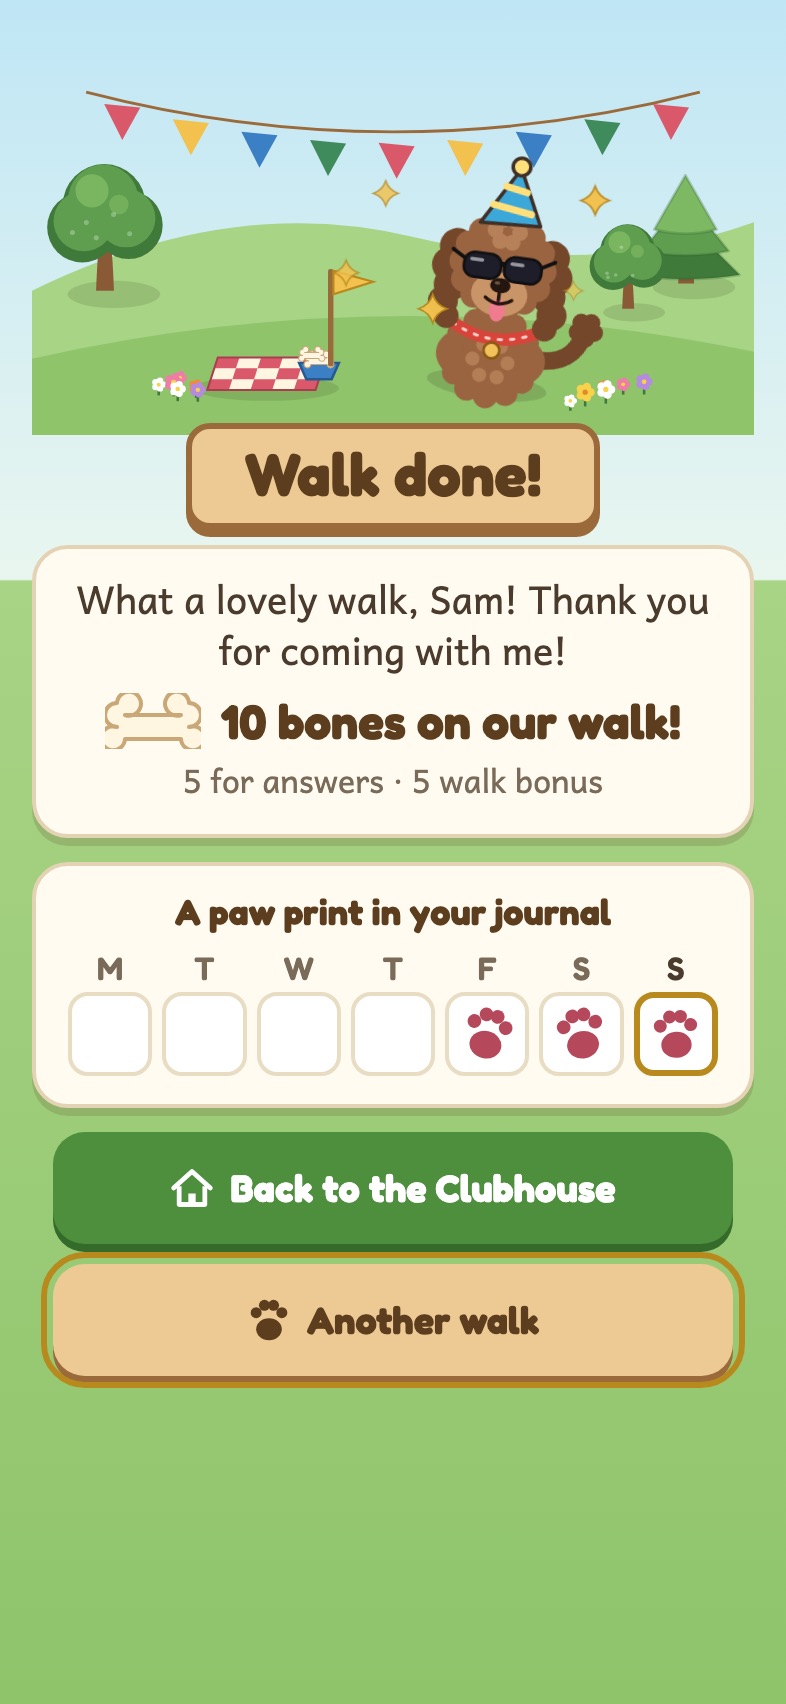 Walk done!
What a lovely walk, Sam! Thank you
for coming with me!
10 bones on our walk!
5 for answers · 5 walk bonus
A paw print in your journal
M T W T F S S
Back to the Clubhouse
Another walk